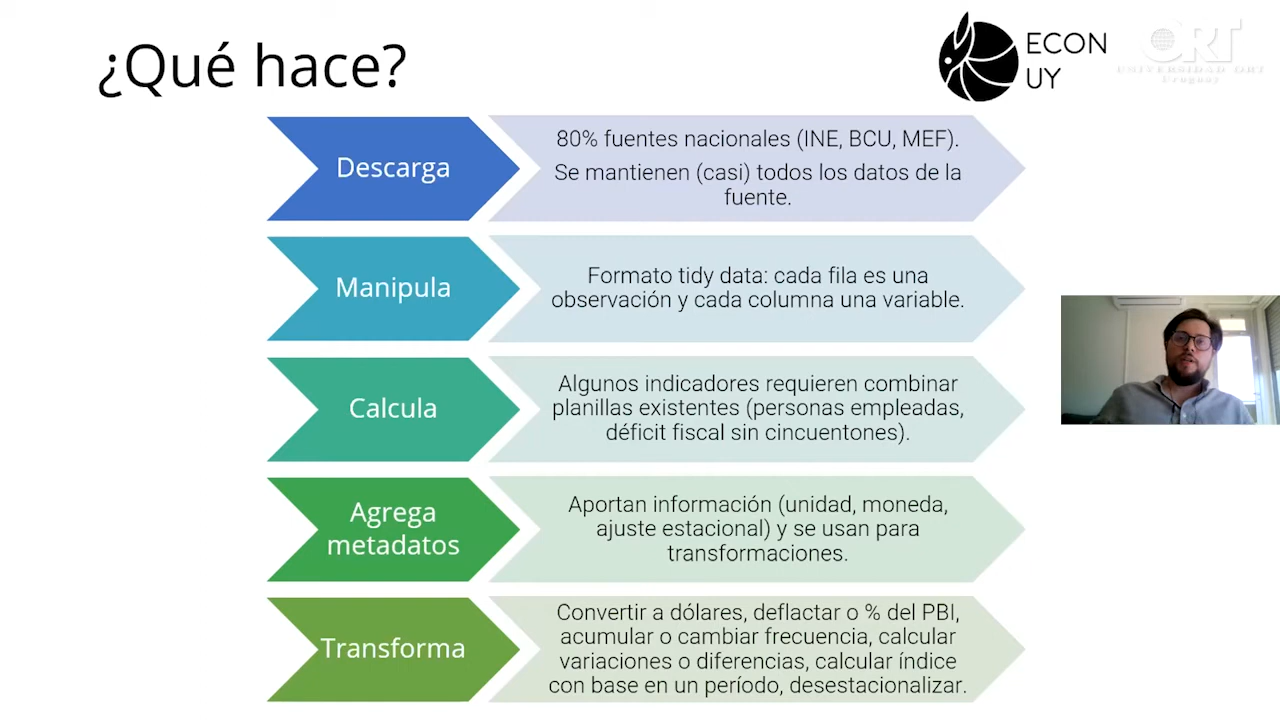 ¿Qué hace?
ECON
UY
ORT
UNIVERSIDAD ORT
Uruguay
Descarga
80% fuentes nacionales (INE, BCU, MEF).
Se mantienen (casi) todos los datos de la
fuente.
Manipula
Formato tidy data: cada fila es una
observación y cada columna una variable.
Calcula
Algunos indicadores requieren combinar
planillas existentes (personas empleadas,
déficit fiscal sin cincuentones).
Agrega
metadatos
Aportan información (unidad, moneda,
ajuste estacional) y se usan para
transformaciones.
Transforma
Convertir a dólares, deflactar o % del PBI,
acumular o cambiar frecuencia, calcular
variaciones o diferencias, calcular índice
con base en un período, desestacionalizar.